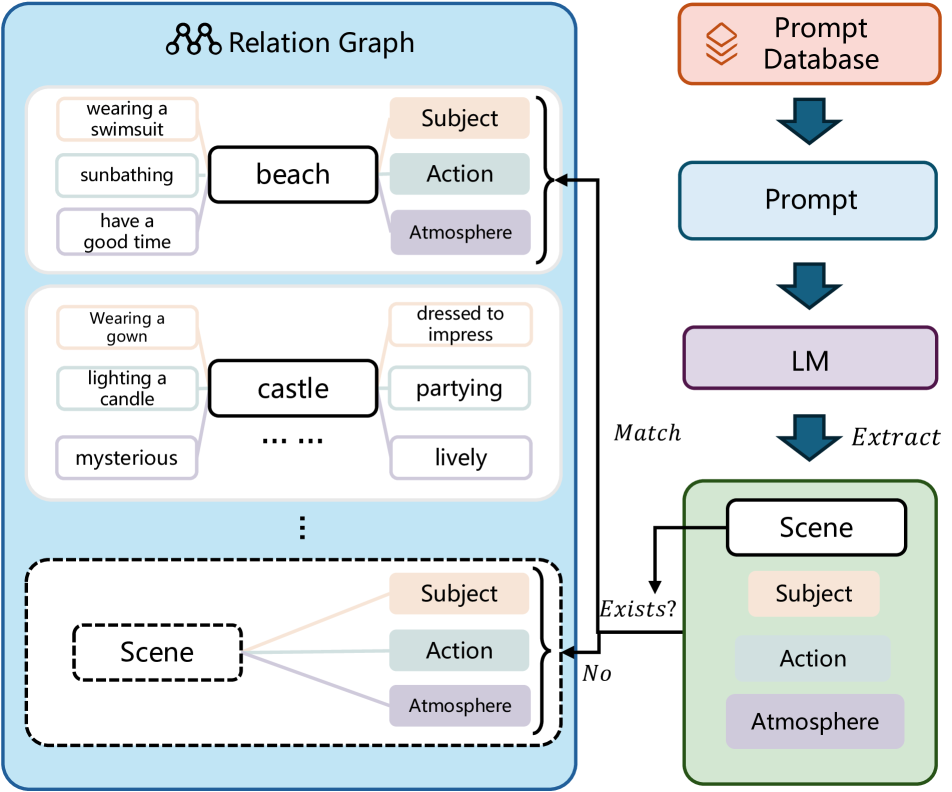 Relation Graph
wearing a
swimsuit
sunbathing
have a
good time
beach
Subject
Action
Atmosphere
Wearing a
gown
lighting a
candle
mysterious
castle
... ...
dressed to
impress
partying
lively
...
Scene
Subject
Action
Atmosphere
Match
Exists?
No
Prompt
Database
Prompt
LM
Extract
Scene
Subject
Action
Atmosphere